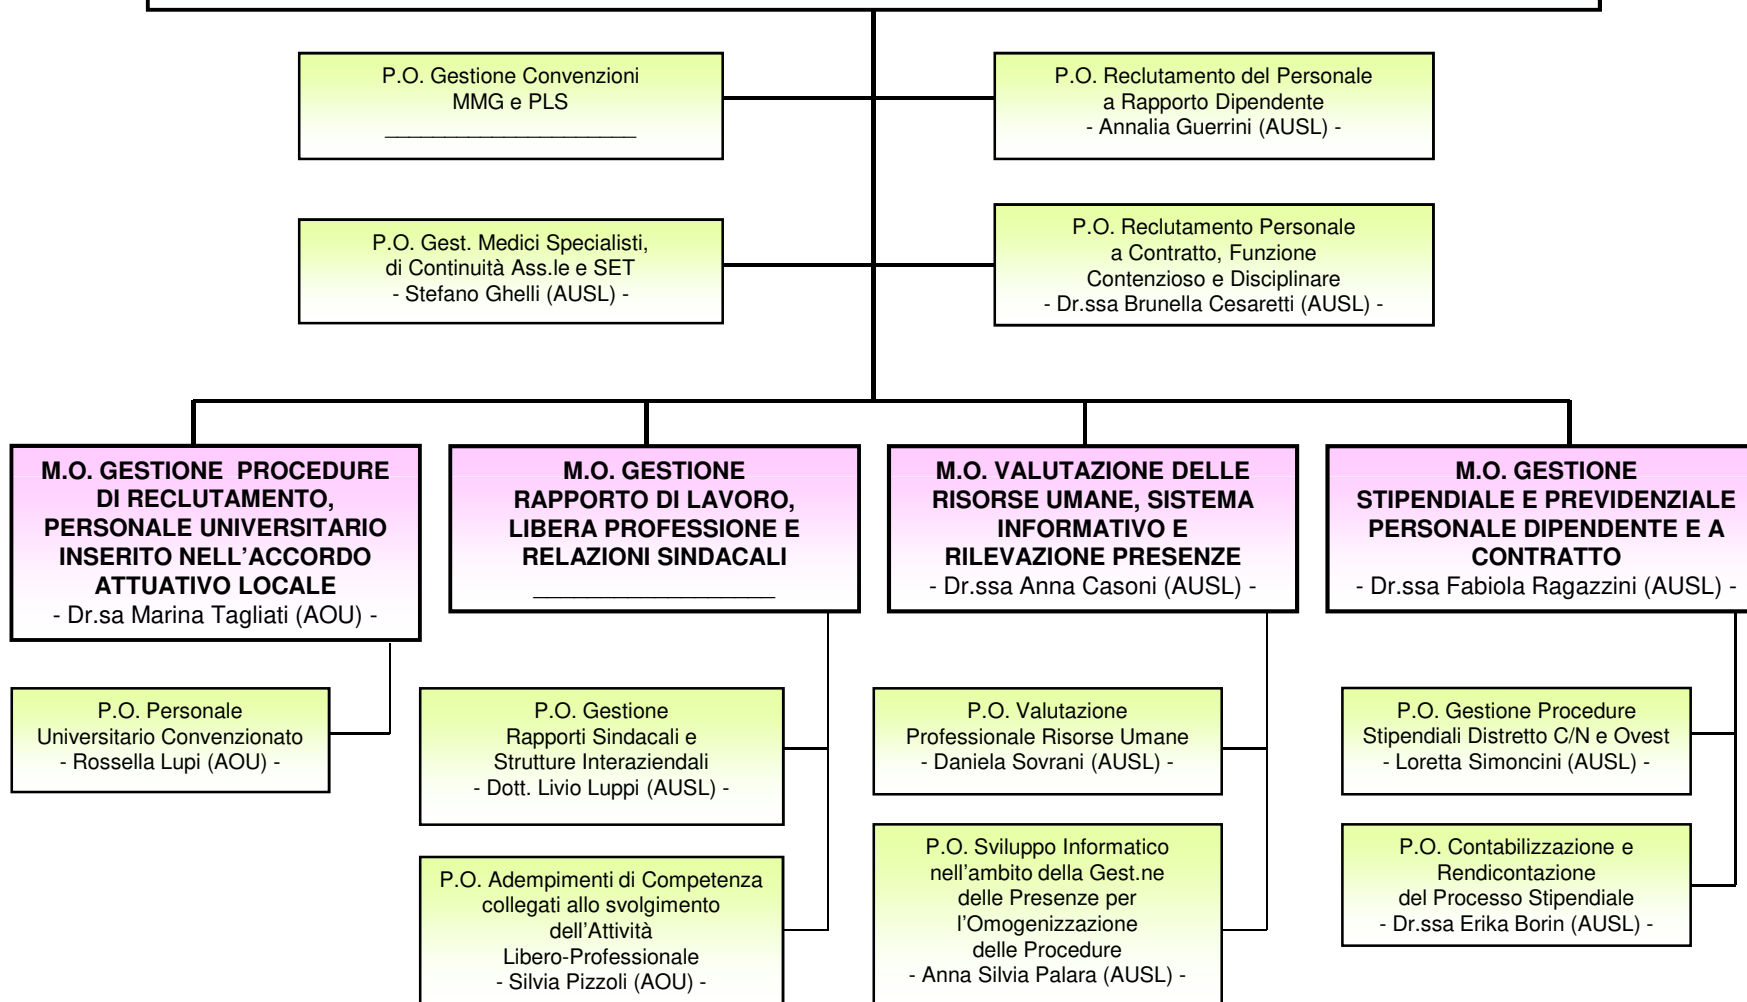 P.O. Gestione Convenzioni
MMG e PLS
_____________________
P.O. Reclutamento del Personale
a Rapporto Dipendente
- Annalia Guerrini (AUSL) -
P.O. Gest. Medici Specialisti,
di Continuità Ass.le e SET
- Stefano Ghelli (AUSL) -
P.O. Reclutamento Personale
a Contratto, Funzione
Contenzioso e Disciplinare
- Dr.ssa Brunella Cesaretti (AUSL) -
M.O. GESTIONE PROCEDURE
DI RECLUTAMENTO,
PERSONALE UNIVERSITARIO
INSERITO NELL’ACCORDO
ATTUATIVO LOCALE
- Dr.sa Marina Tagliati (AOU) -
M.O. GESTIONE
RAPPORTO DI LAVORO,
LIBERA PROFESSIONE E
RELAZIONI SINDACALI
__________________
M.O. VALUTAZIONE DELLE
RISORSE UMANE, SISTEMA
INFORMATIVO E
RILEVAZIONE PRESENZE
- Dr.ssa Anna Casoni (AUSL) -
M.O. GESTIONE
STIPENDIALE E PREVIDENZIALE
PERSONALE DIPENDENTE E A
CONTRATTO
- Dr.ssa Fabiola Ragazzini (AUSL) -
P.O. Personale
Universitario Convenzionato
- Rossella Lupi (AOU) -
P.O. Gestione
Rapporti Sindacali e
Strutture Interaziendali
- Dott. Livio Luppi (AUSL) -
P.O. Valutazione
Professionale Risorse Umane
- Daniela Sovrani (AUSL) -
P.O. Gestione Procedure
Stipendiali Distretto C/N e Ovest
- Loretta Simoncini (AUSL) -
P.O. Adempimenti di Competenza
collegati allo svolgimento
dell’Attività
Libero-Professionale
- Silvia Pizzoli (AOU) -
P.O. Sviluppo Informatico
nell’ambito della Gest.ne
delle Presenze per
l’Omogenizzazione
delle Procedure
- Anna Silvia Palara (AUSL) -
P.O. Contabilizzazione e
Rendicontazione
del Processo Stipendiale
- Dr.ssa Erika Borin (AUSL) -